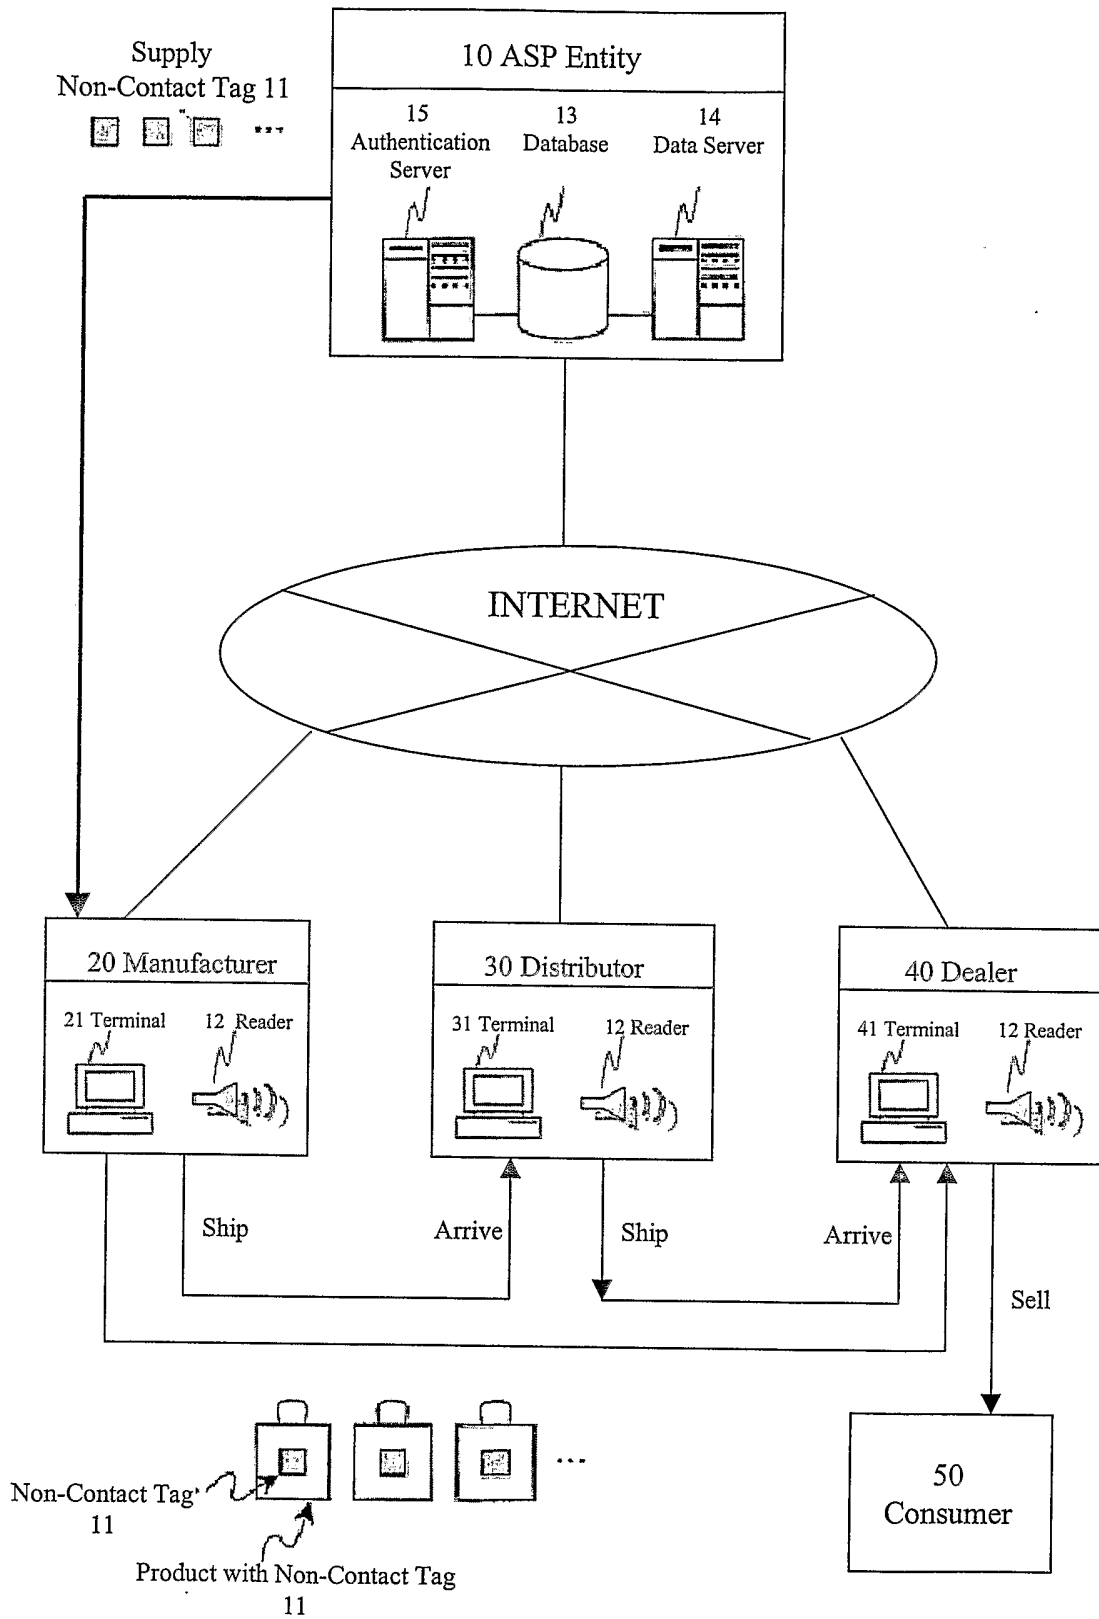 Supply
Non-Contact Tag 11
10 ASP Entity
15
Authentication
Server
13
Database
14
Data Server
INTERNET
20 Manufacturer
21 Terminal
12 Reader
30 Distributor
31 Terminal
12 Reader
40 Dealer
41 Terminal
12 Reader
Ship
Arrive
Ship
Arrive
Sell
Non-Contact Tag
11
Product with Non-Contact Tag
11
50
Consumer